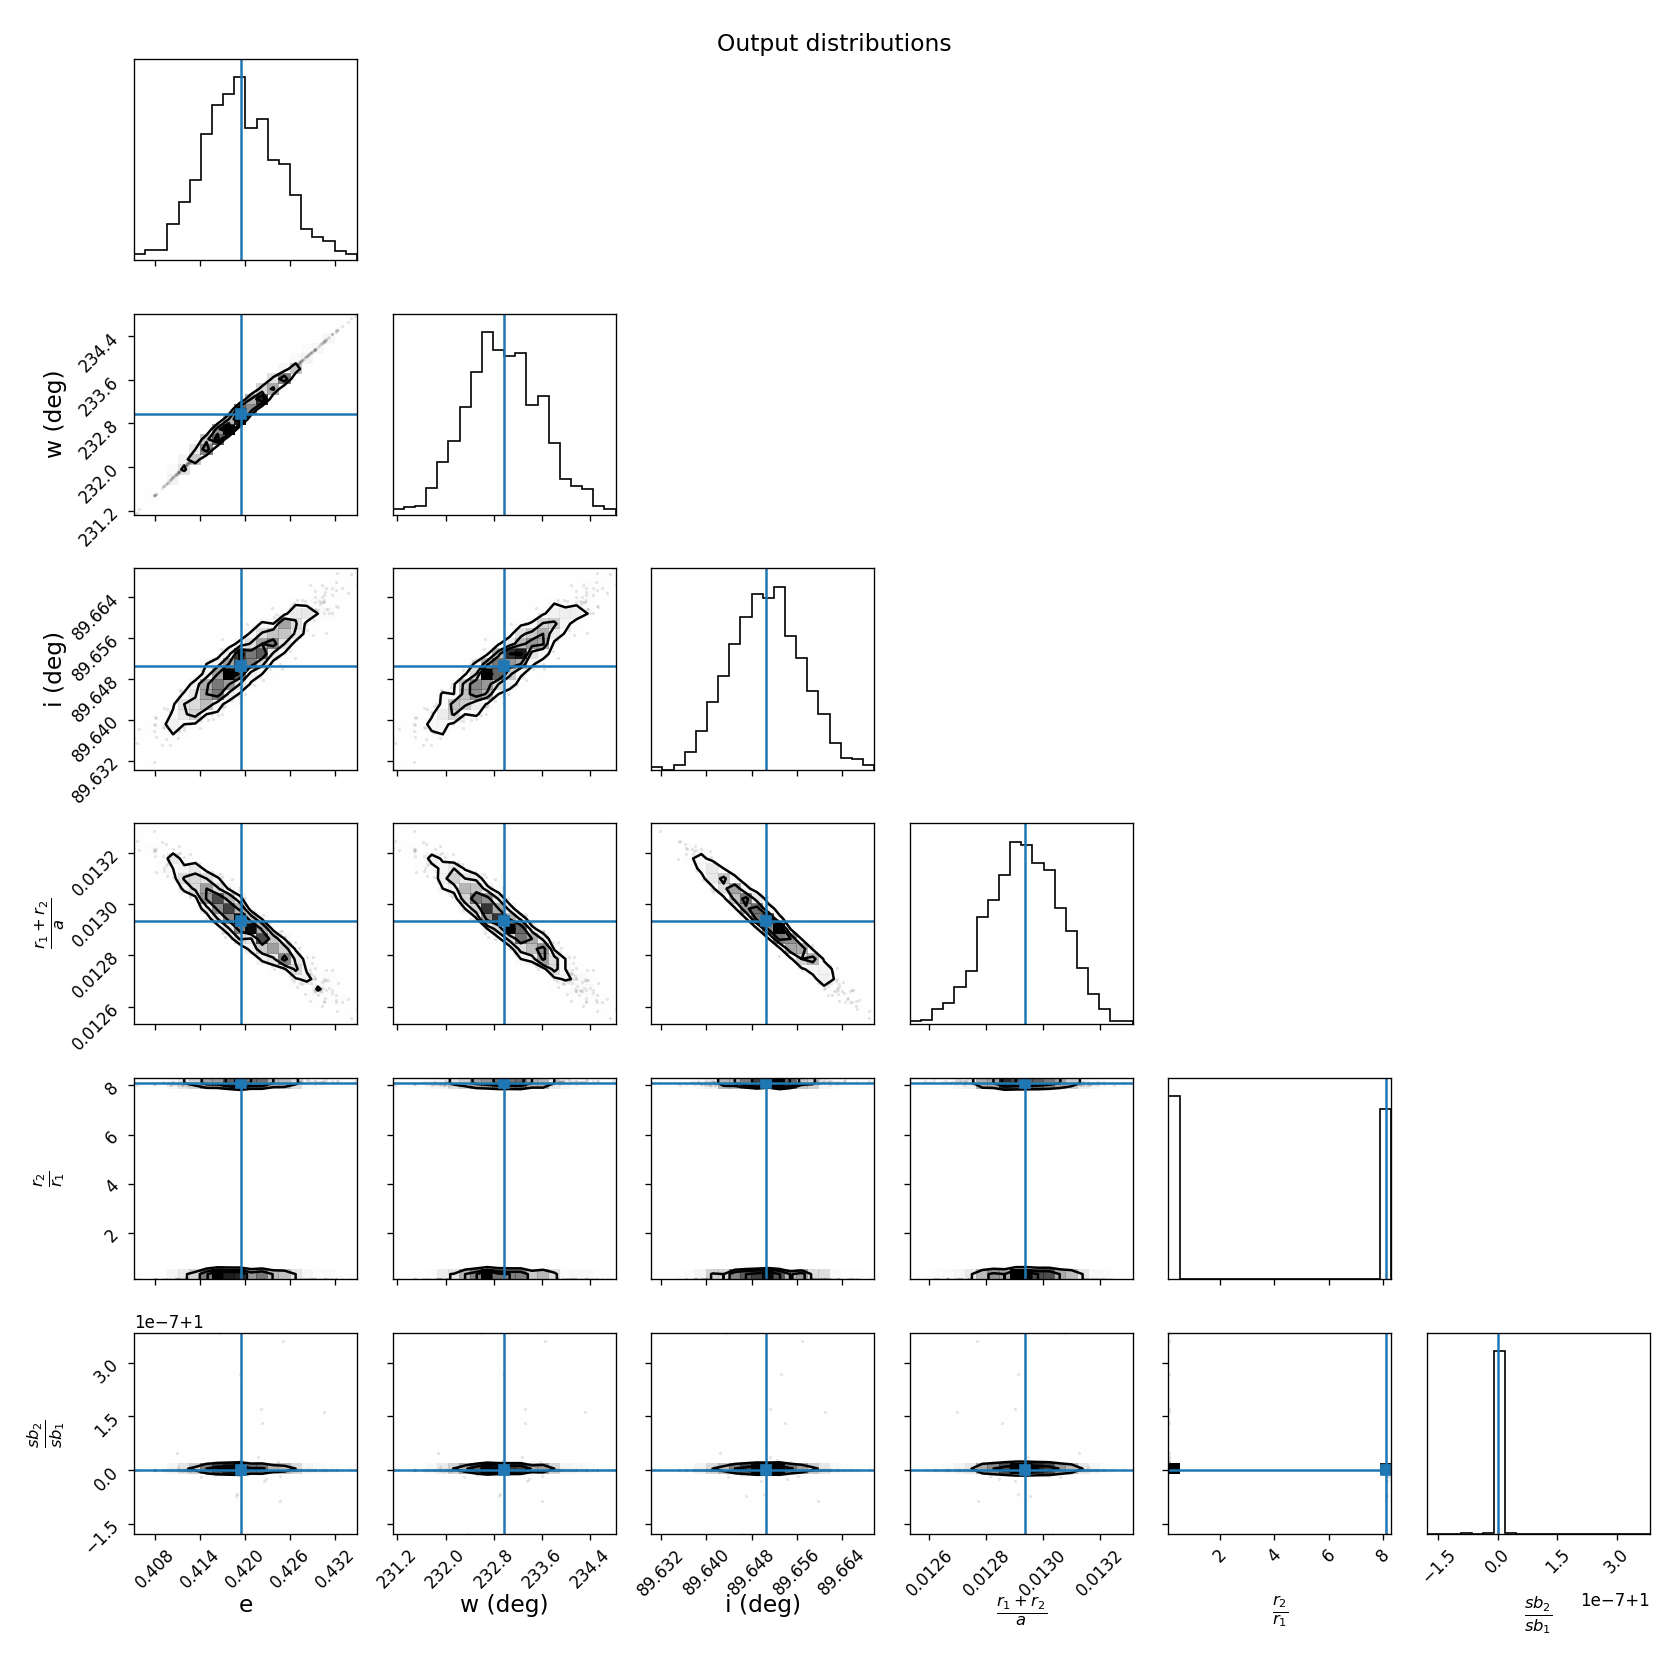 Output distributions
w (deg)
234.4
233.6
232.8
232.0
231.2
i (deg)
89.664
89.656
89.648
89.640
89.632
r1 + r2
a
0.0132
0.0130
0.0128
0.0126
r2
r1
8
6
4
2
1e−7+1
sb2
sb1
3.0
1.5
0.0
−1.5
0.408 0.414 0.420 0.426 0.432
231.2 232.0 232.8 233.6 234.4
89.632 89.640 89.648 89.656 89.664
0.0126 0.0128 0.0130 0.0132
2 4 6 8
−1.5 0.0 1.5 3.0
1e−7+1
e
w (deg)
i (deg)
r1 + r2
a
r2
r1
sb2
sb1